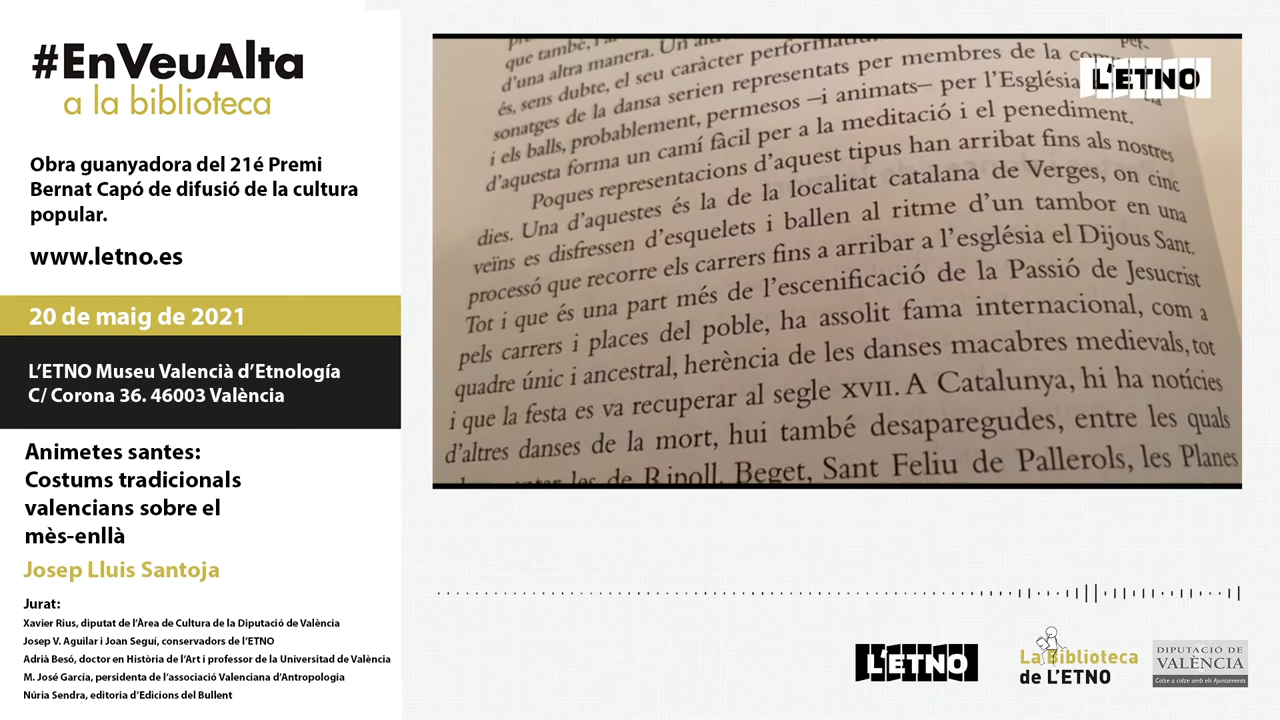 #EnVeuAlta
a la biblioteca
Obra guanyadora del 21é Premi
Bernat Capó de difusió de la cultura
popular.
www.letno.es
20 de maig de 2021
L'ETNO Museu Valencià d'Etnología
C/ Corona 36. 46003 València
Animetes santes:
Costums tradicionals
valencians sobre el
mès-enllà
Josep Lluis Santoja
Jurat:
Xavier Rius, diputat de l'Àrea de Cultura de la Diputació de València
Josep V. Aguilar i Joan Seguí, conservadors de l'ETNO
Adrià Besó, doctor en Història de l'Art i professor de la Universitat de València
M. José García, persidenta de l'associació Valenciana d'Antropologia
Núria Sendra, editoria d'Edicions del Bullent
L'ETNO
que també, l'
d'una altra manera. Un
és, sens dubte, el seu caràcter
sonatges de la dansa serien representats per membres de la
i els balls, probablement, permesos –i animats– per l'Església
d'aquesta forma un camí fàcil per a la meditació i el penediment.
Poques representacions d'aquest tipus han arribat fins als nostres
dies. Una d'aquestes és la de la localitat catalana de Verges, on cinc
veïns es disfressen d'esquelets i ballen al ritme d'un tambor en una
processó que recorre els carrers fins a arribar a l'església el Dijous Sant.
Tot i que és una part més de l'escenificació de la Passió de Jesucrist
pels carrers i places del poble, ha assolit fama internacional, com a
quadre únic i ancestral, herència de les danses macabres medievals, tot
i que la festa es va recuperar al segle XVII. A Catalunya, hi ha notícies
d'altres danses de la mort, hui també desaparegudes, entre les quals
les de Ripoll, Beget, Sant Feliu de Pallerols, les Planes
L'ETNO
La Biblioteca
de L'ETNO
DIPUTACIÓ DE
VALÈNCIA
Colze a colze amb els Ajuntaments